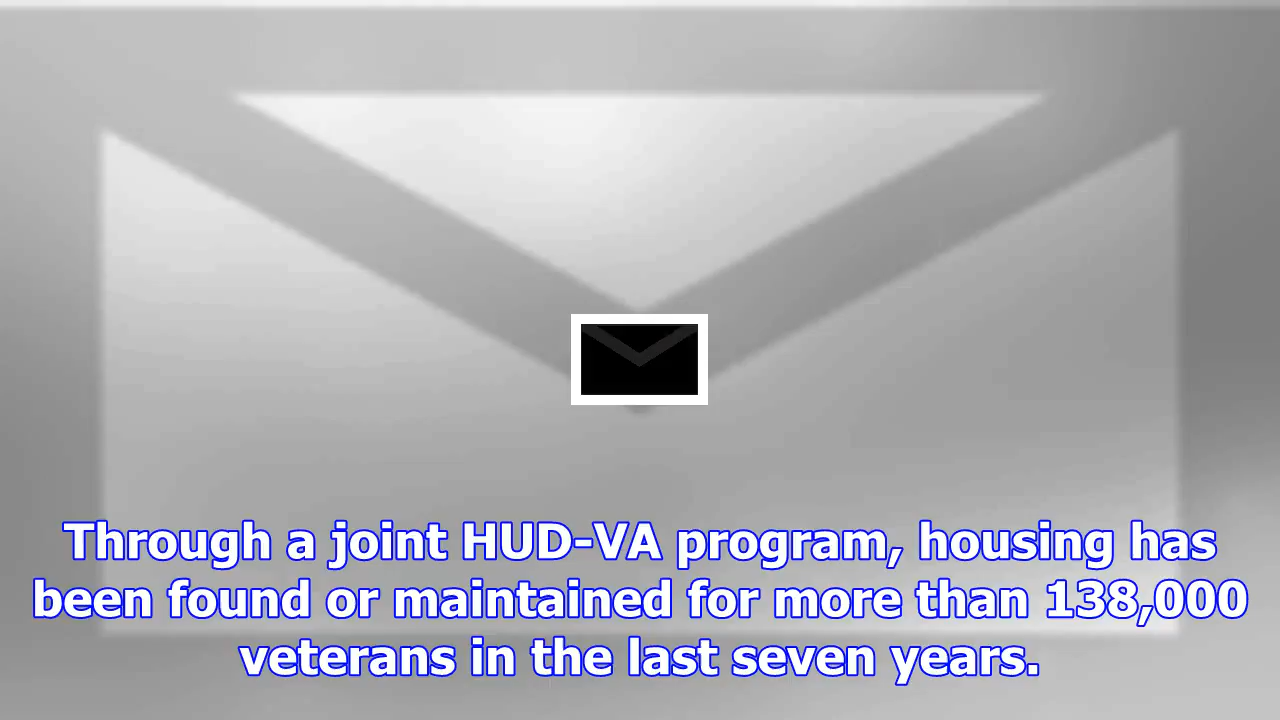 Through a joint HUD-VA program, housing has
been found or maintained for more than 138,000
veterans in the last seven years.